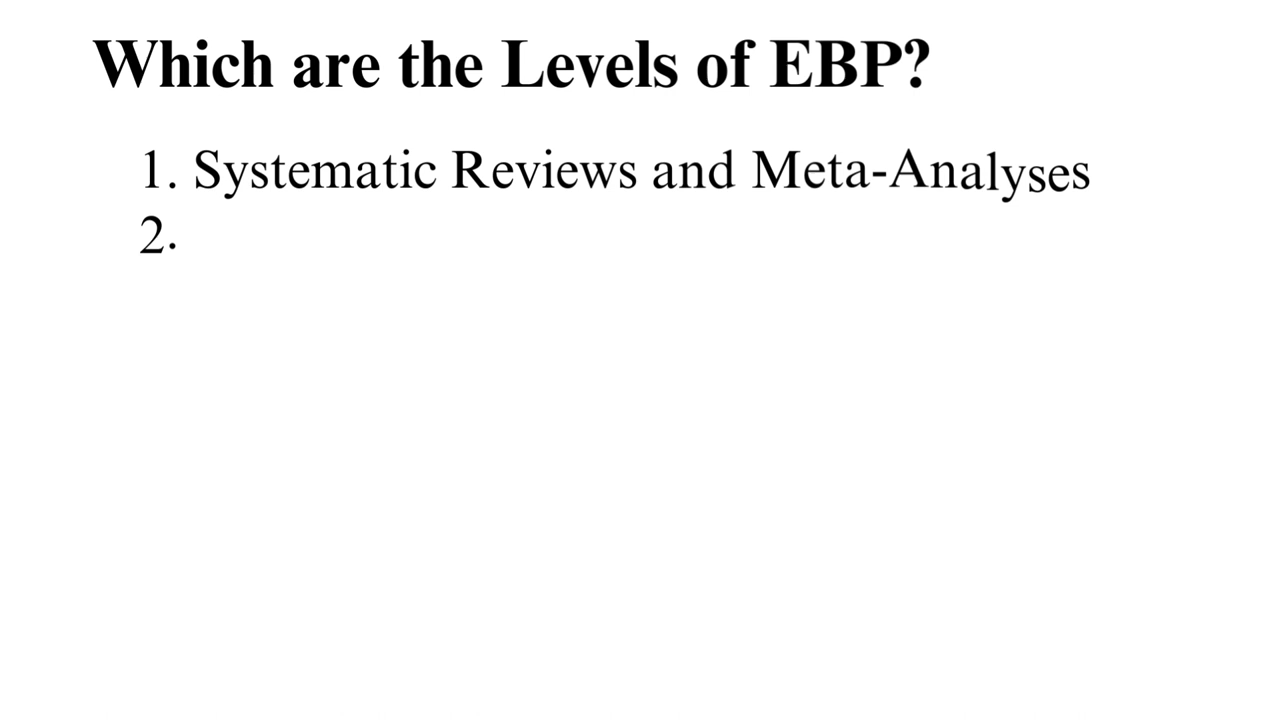 Which are the Levels of EBP?
1. Systematic Reviews and Meta-Analyses
2.